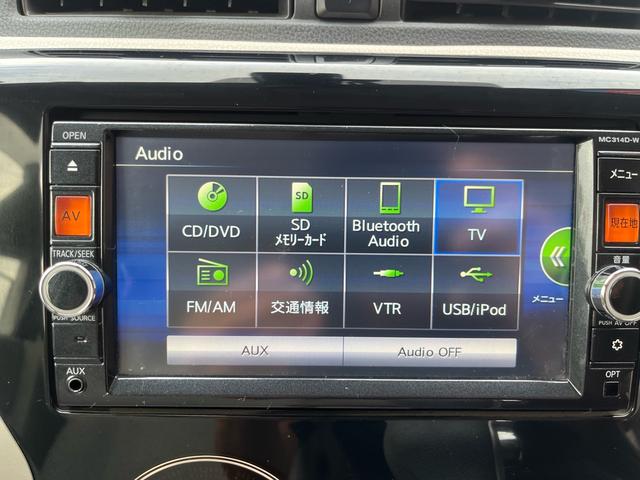 OPEN
MC314D-W
Audio
メニュー
AV
CD/DVD
SD
SD
メモリーカード
Bluetooth
Audio
TV
現在地
TRACK/SEEK
音量
FM/AM
交通情報
VTR
USB/iPod
メニュー
PUSH SOURCE
PUSH AV OFF
AUX
Audio OFF
AUX
OPT